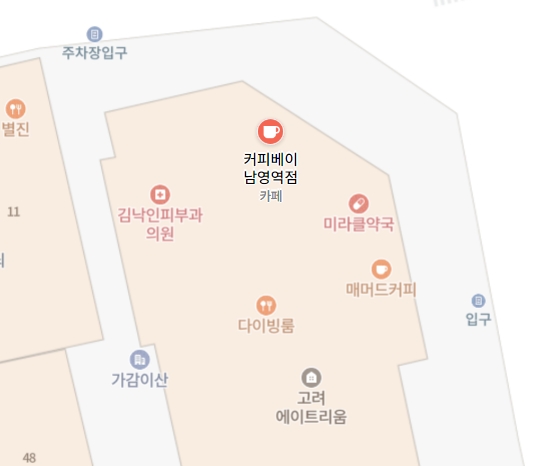 주차장입구
별진
커피베이
남영역점
카페
김낙인피부과
의원
11
미라클약국
매머드커피
다이빙룸
입구
가감이산
고려
에이트리움
48